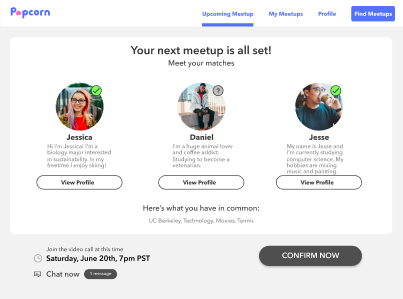 Popcorn
Upcoming Meetup
My Meetups
Profile
Find Meetups
Your next meetup is all set!
Meet your matches
?
Jessica
Hi I'm Jessica! I'm a
biology major interested
in sustainability. In my
freetime I enjoy skiing!
View Profile
Daniel
I'm a huge animal lover
and coffee addict.
Studying to become a
vetenarian.
View Profile
Jesse
My name is Jesse and
I'm currently studying
computer science. My
hobbies are mixing
music and painting.
View Profile
Here's what you have in common:
UC Berkeley, Technology, Movies, Tennis
Join the video call at this time
Saturday, June 20th, 7pm PST
Chat now
1 message
CONFIRM NOW